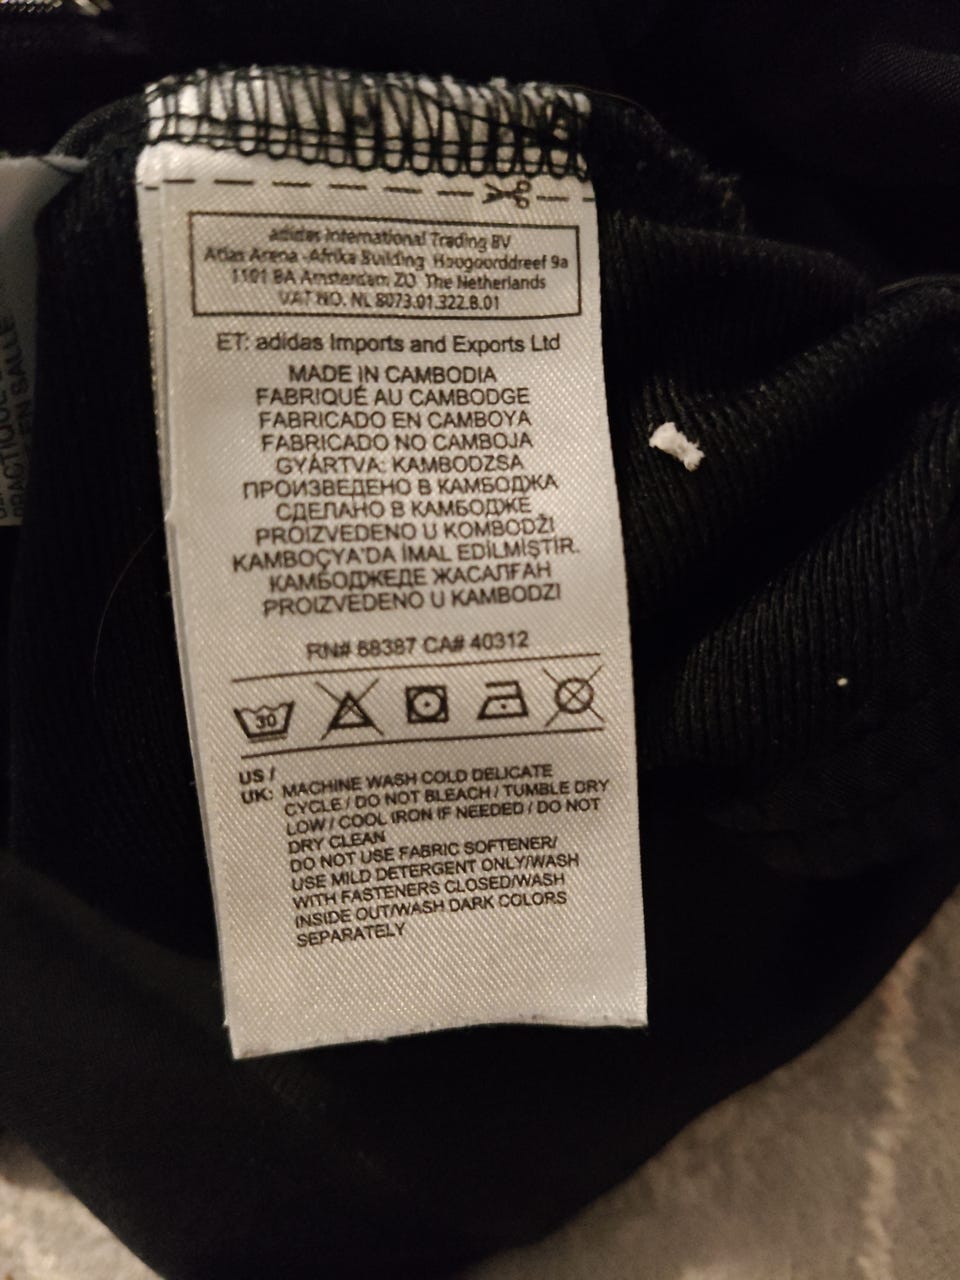 adidas International Trading BV
Atlas Arena -Afrika Building Hoogoorddreef 9a
1101 BA Amsterdam ZO The Netherlands
VAT NO. NL 8073.01.322.B.01
ET: adidas Imports and Exports Ltd
MADE IN CAMBODIA
FABRIQUÉ AU CAMBODGE
FABRICADO EN CAMBOYA
FABRICADO NO CAMBOJA
GYÁRTVA: KAMBODZSA
ПРОИЗВЕДЕНО В КАМБОДЖА
СДЕЛАНО В КАМБОДЖЕ
PROIZVEDENO U KOMBODŽI
KAMBOÇYA'DA İMAL EDİLMİŞTİR.
КАМБОДЖЕДЕ ЖАСАЛҒАН
PROIZVEDENO U KAMBODZI
RN# 68387 CA# 40312
30
US /
UK: MACHINE WASH COLD DELICATE
CYCLE / DO NOT BLEACH / TUMBLE DRY
LOW / COOL IRON IF NEEDED / DO NOT
DRY CLEAN
DO NOT USE FABRIC SOFTENER/
USE MILD DETERGENT ONLY/WASH
WITH FASTENERS CLOSED/WASH
INSIDE OUT/WASH DARK COLORS
SEPARATELY
EN SALLE